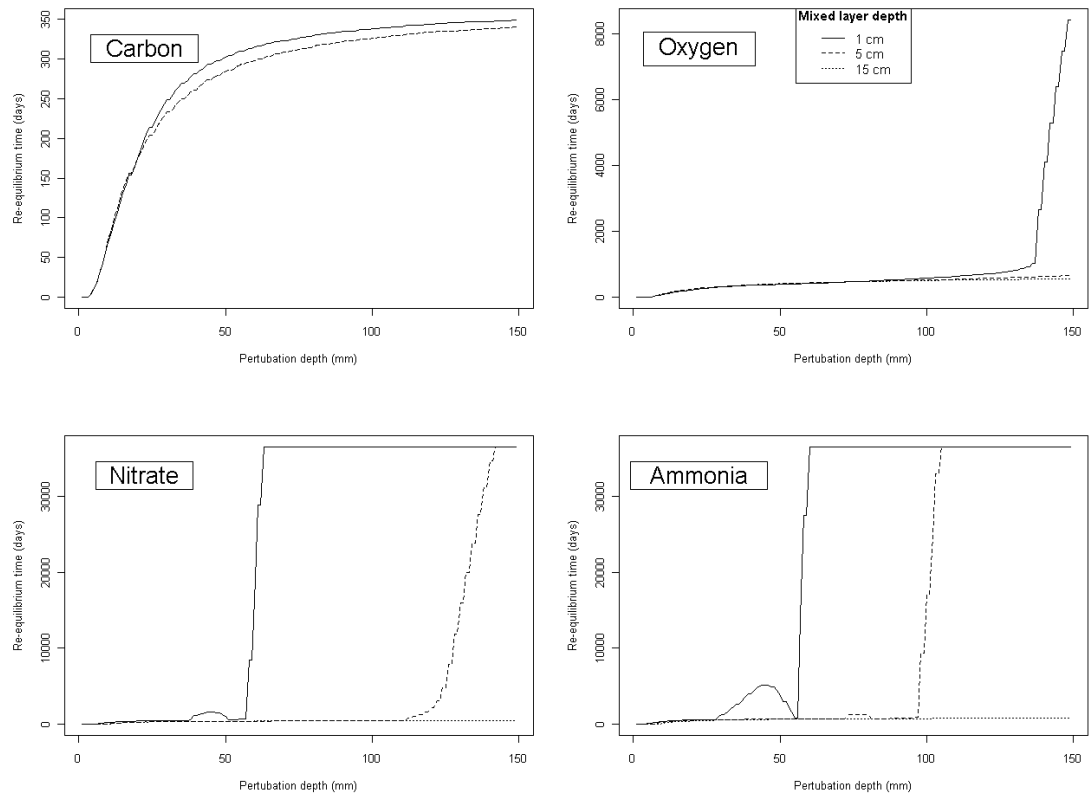 Carbon
Re-equilibrium time (days)
0 50 100 150 200 250 300 350
0 50 100 150
Pertubation depth (mm)
Oxygen
Mixed layer depth
1 cm
5 cm
15 cm
Re-equilibrium time (days)
0 2000 4000 6000 8000
0 50 100 150
Pertubation depth (mm)
Nitrate
Re-equilibrium time (days)
0 10000 20000 30000
0 50 100 150
Pertubation depth (mm)
Ammonia
Re-equilibrium time (days)
0 10000 20000 30000
0 50 100 150
Pertubation depth (mm)